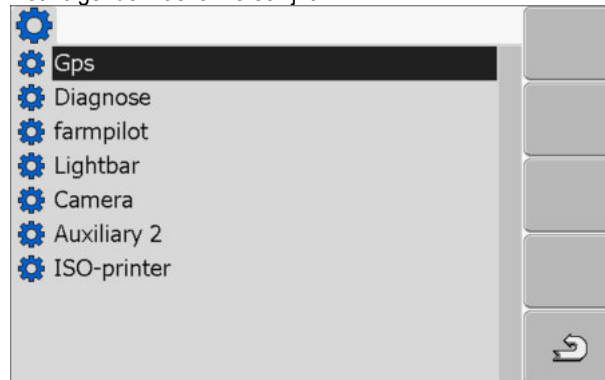 Gps
Diagnose
farmpilot
Lightbar
Camera
Auxiliary 2
ISO-printer